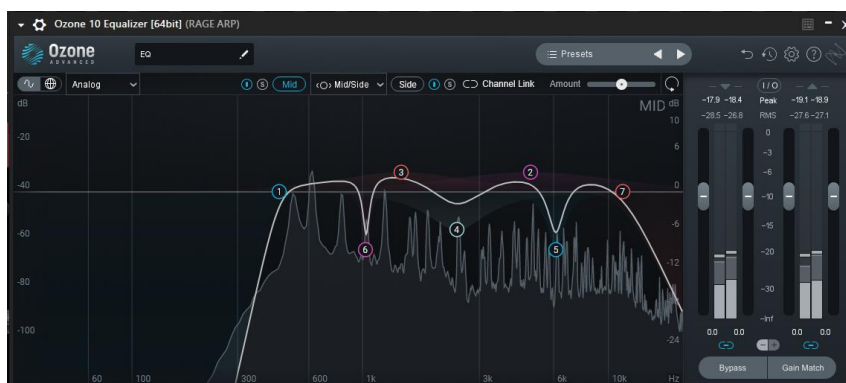 Ozone 10 Equalizer [64bit] (RAGE ARP)
Ozone
ADVANCED
EQ
Presets
Analog
S
Mid
Mid/Side
Side
S
Channel Link
Amount
I / O
dB
MID
dB
-17.9 -18.4 Peak -19.1 -18.9
-28.5 -26.8 RMS -27.6 -27.1
10
6
0
-6
-12
-24
-20
-40
-60
-80
-100
1
2
3
4
5
6
7
0
-3
-6
-10
-15
-20
-30
-Inf
0.0 0.0 0.0 0.0
60 100 300 600 1k 3k 6k 10k Hz
Bypass
Gain Match